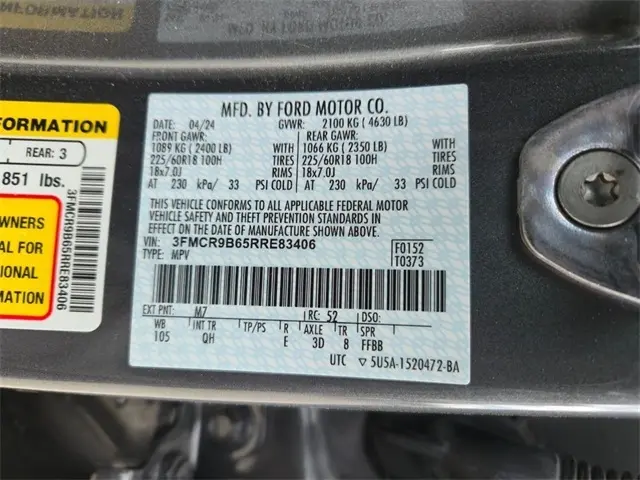 INFORMATION
FORMATION
REAR: 3
851 lbs.
WNERS
AL FOR
SIONAL
MATION
3FMCR9B65RRE83406
MFD. BY FORD MOTOR CO.
DATE: 04/24 GVWR: 2100 KG ( 4630 LB)
FRONT GAWR: REAR GAWR:
1089 KG ( 2400 LB) WITH 1066 KG ( 2350 LB) WITH
225/60R18 100H TIRES 225/60R18 100H TIRES
18x7.0J RIMS 18x7.0J RIMS
AT 230 kPa/ 33 PSI COLD AT 230 kPa/ 33 PSI COLD
THIS VEHICLE CONFORMS TO ALL APPLICABLE FEDERAL MOTOR
VEHICLE SAFETY AND THEFT PREVENTION STANDARDS IN
EFFECT ON THE DATE OF MANUFACTURE SHOWN ABOVE.
VIN: 3FMCR9B65RRE83406 F0152
TYPE: MPV T0373
EXT PNT: M7 RC: 52 DSO:
WB INT TR TP/PS R AXLE TR SPR
105 QH E 3D 8 FFBB
UTC ▽ 5U5A-1520472-BA